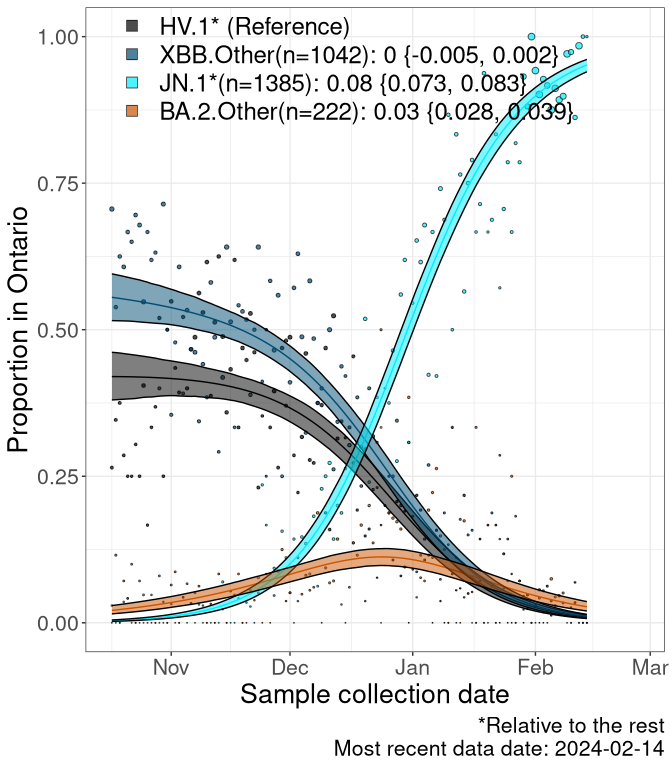 HV.1* (Reference)
XBB.Other(n=1042): 0 {-0.005, 0.002}
JN.1*(n=1385): 0.08 {0.073, 0.083}
BA.2.Other(n=222): 0.03 {0.028, 0.039}
1.00
0.75
0.50
0.25
0.00
Proportion in Ontario
Nov Dec Jan Feb Mar
Sample collection date
*Relative to the rest
Most recent data date: 2024-02-14